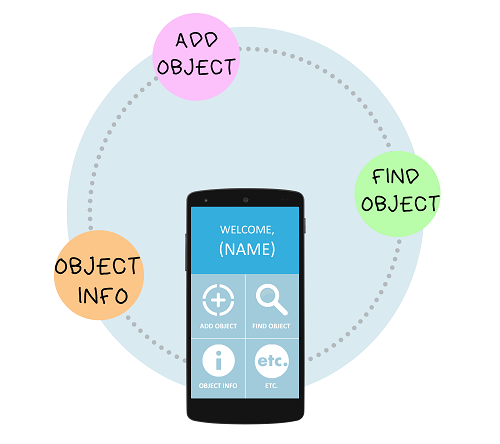 ADD
OBJECT
FIND
OBJECT
OBJECT
INFO
WELCOME,
(NAME)
ADD OBJECT
FIND OBJECT
i
etc.
OBJECT INFO
ETC.